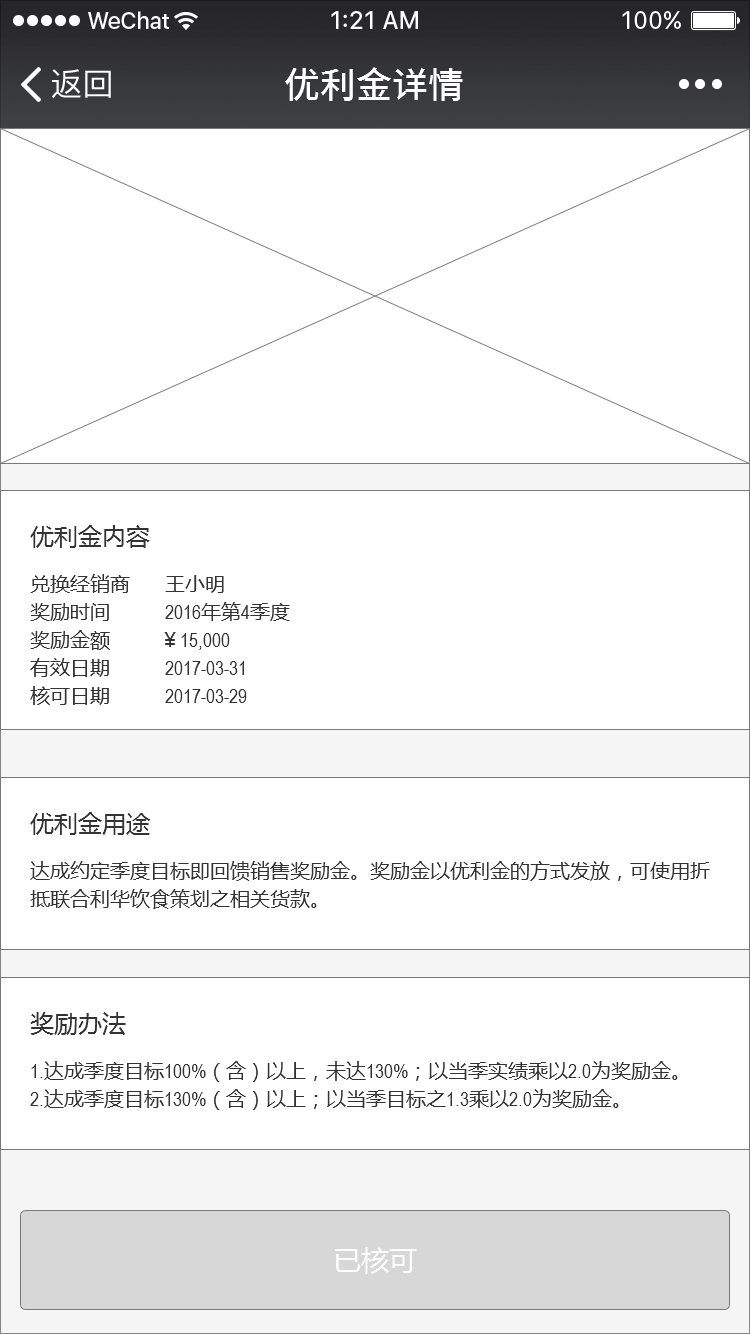 WeChat 1:21 AM 100%
返回 优利金详情
优利金内容
兑换经销商 王小明
奖励时间 2016年第4季度
奖励金额 ¥ 15,000
有效日期 2017-03-31
核可日期 2017-03-29
优利金用途
达成约定季度目标即回馈销售奖励金。奖励金以优利金的方式发放，可使用折
抵联合利华饮食策划之相关货款。
奖励办法
1.达成季度目标100%（含）以上，未达130%；以当季实绩乘以2.0为奖励金。
2.达成季度目标130%（含）以上；以当季目标之1.3乘以2.0为奖励金。
已核可